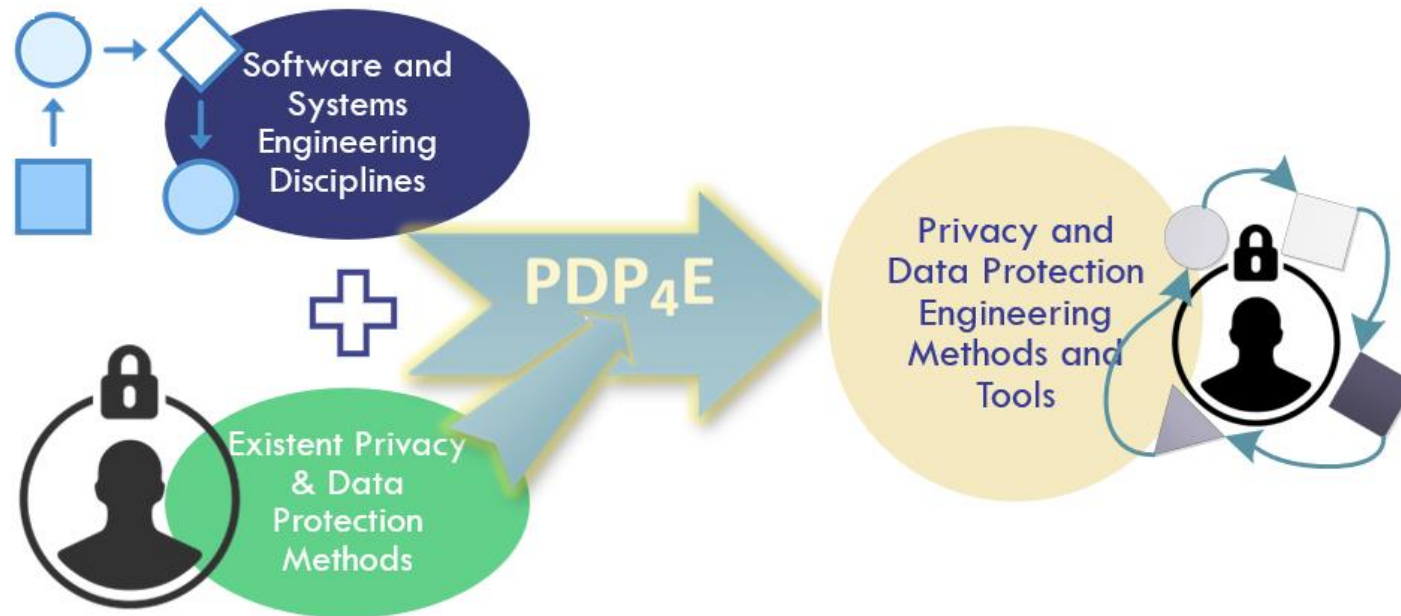 Software and
Systems
Engineering
Disciplines
PDP₄E
Existent Privacy
& Data
Protection
Methods
Privacy and
Data Protection
Engineering
Methods and
Tools